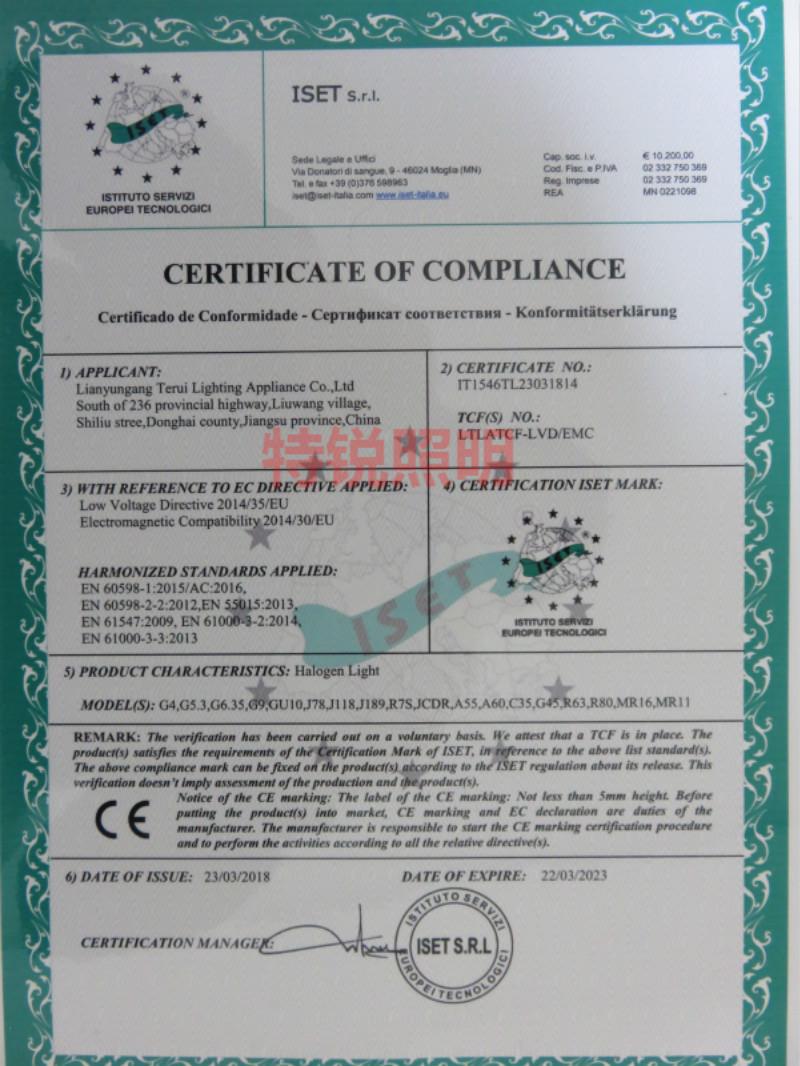 ISET
®
ISTITUTO SERVIZI
EUROPEI TECNOLOGICI
ISET s.r.l.
Sede Legale e Uffici
Via Donatori di sangue, 9 - 46024 Moglia (MN)
Tel. e fax +39 (0)376 598963
iset@iset-italia.com www.iset-italia.eu
Cap. soc. i.v. € 10.200,00
Cod. Fisc. e P.IVA 02 332 750 369
Reg. Imprese 02 332 750 369
REA MN 0221098
CERTIFICATE OF COMPLIANCE
Certificado de Conformidade - Сертификат соответствия - Konformitätserklärung
1) APPLICANT:
Lianyungang Terui Lighting Appliance Co.,Ltd
South of 236 provincial highway,Liuwang village,
Shiliu stree,Donghai county,Jiangsu province,China
2) CERTIFICATE NO.:
IT1546TL23031814
TCF(S) NO.:
LTLATCF-LVD/EMC
特锐照明
3) WITH REFERENCE TO EC DIRECTIVE APPLIED:
Low Voltage Directive 2014/35/EU
Electromagnetic Compatibility 2014/30/EU
HARMONIZED STANDARDS APPLIED:
EN 60598-1:2015/AC:2016,
EN 60598-2-2:2012,EN 55015:2013,
EN 61547:2009, EN 61000-3-2:2014,
EN 61000-3-3:2013
4) CERTIFICATION ISET MARK:
ISET
ISTITUTO SERVIZI
EUROPEI TECNOLOGICI
ISET
5) PRODUCT CHARACTERISTICS: Halogen Light
MODEL(S): G4,G5.3,G6.35,G9,GU10,J78,J118,J189,R7S,JCDR,A55,A60,C35,G45,R63,R80,MR16,MR11
REMARK: The verification has been carried out on a voluntary basis. We attest that a TCF is in place. The
product(s) satisfies the requirements of the Certification Mark of ISET, in reference to the above list standard(s).
The above compliance mark can be fixed on the product(s) according to the ISET regulation about its release. This
verification doesn't imply assessment of the production and the product(s).
CE
Notice of the CE marking: The label of the CE marking: Not less than 5mm height. Before
putting the product(s) into market, CE marking and EC declaration are duties of the
manufacturer. The manufacturer is responsible to start the CE marking certification procedure
and to perform the activities according to all the relative directive(s).
6) DATE OF ISSUE: 23/03/2018
DATE OF EXPIRE: 22/03/2023
CERTIFICATION MANAGER:
ISTITUTO SERVIZI
ISET S.R.L
EUROPEI TECNOLOGICI